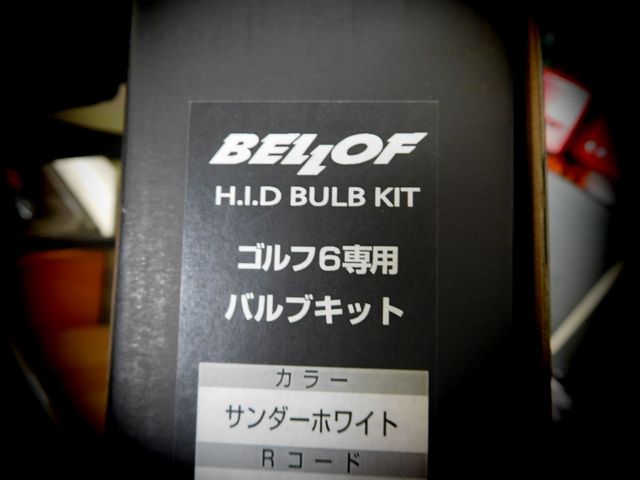 BELLOF
H.I.D BULB KIT
ゴルフ6専用
バルブキット
カラー
サンダーホワイト
Rコード